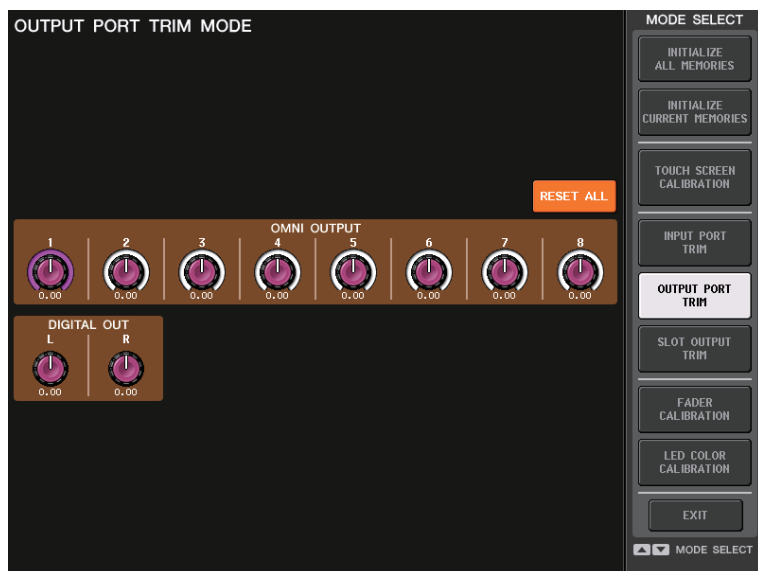 OUTPUT PORT TRIM MODE
RESET ALL
OMNI OUTPUT
1 2 3 4 5 6 7 8
0.00 0.00 0.00 0.00 0.00 0.00 0.00 0.00
DIGITAL OUT
L R
0.00 0.00
MODE SELECT
INITIALIZE
ALL MEMORIES
INITIALIZE
CURRENT MEMORIES
TOUCH SCREEN
CALIBRATION
INPUT PORT
TRIM
OUTPUT PORT
TRIM
SLOT OUTPUT
TRIM
FADER
CALIBRATION
LED COLOR
CALIBRATION
EXIT
MODE SELECT